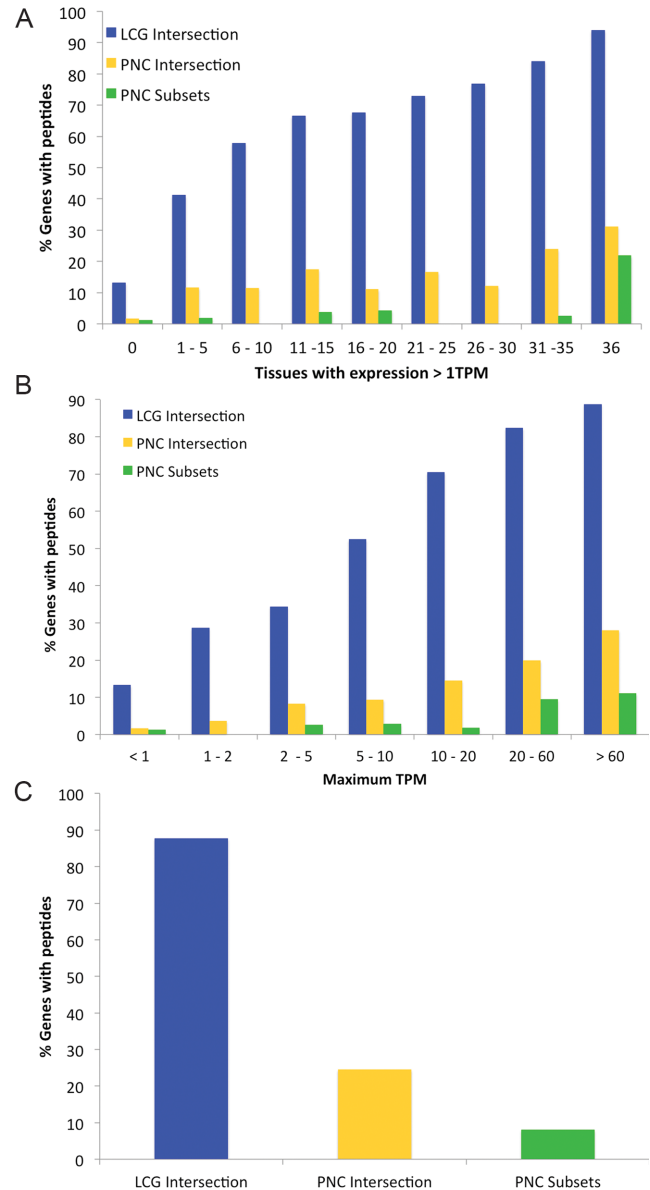 A
100
90
80
70
60
50
40
30
20
10
0
% Genes with peptides
LCG Intersection
PNC Intersection
PNC Subsets
0 1 - 5 6 - 10 11 -15 16 - 20 21 - 25 26 - 30 31 -35 36
Tissues with expression > 1TPM
B
90
80
70
60
50
40
30
20
10
0
% Genes with peptides
LCG Intersection
PNC Intersection
PNC Subsets
< 1 1 - 2 2 - 5 5 - 10 10 - 20 20 - 60 > 60
Maximum TPM
C
100
90
80
70
60
50
40
30
20
10
0
% Genes with peptides
LCG Intersection PNC Intersection PNC Subsets